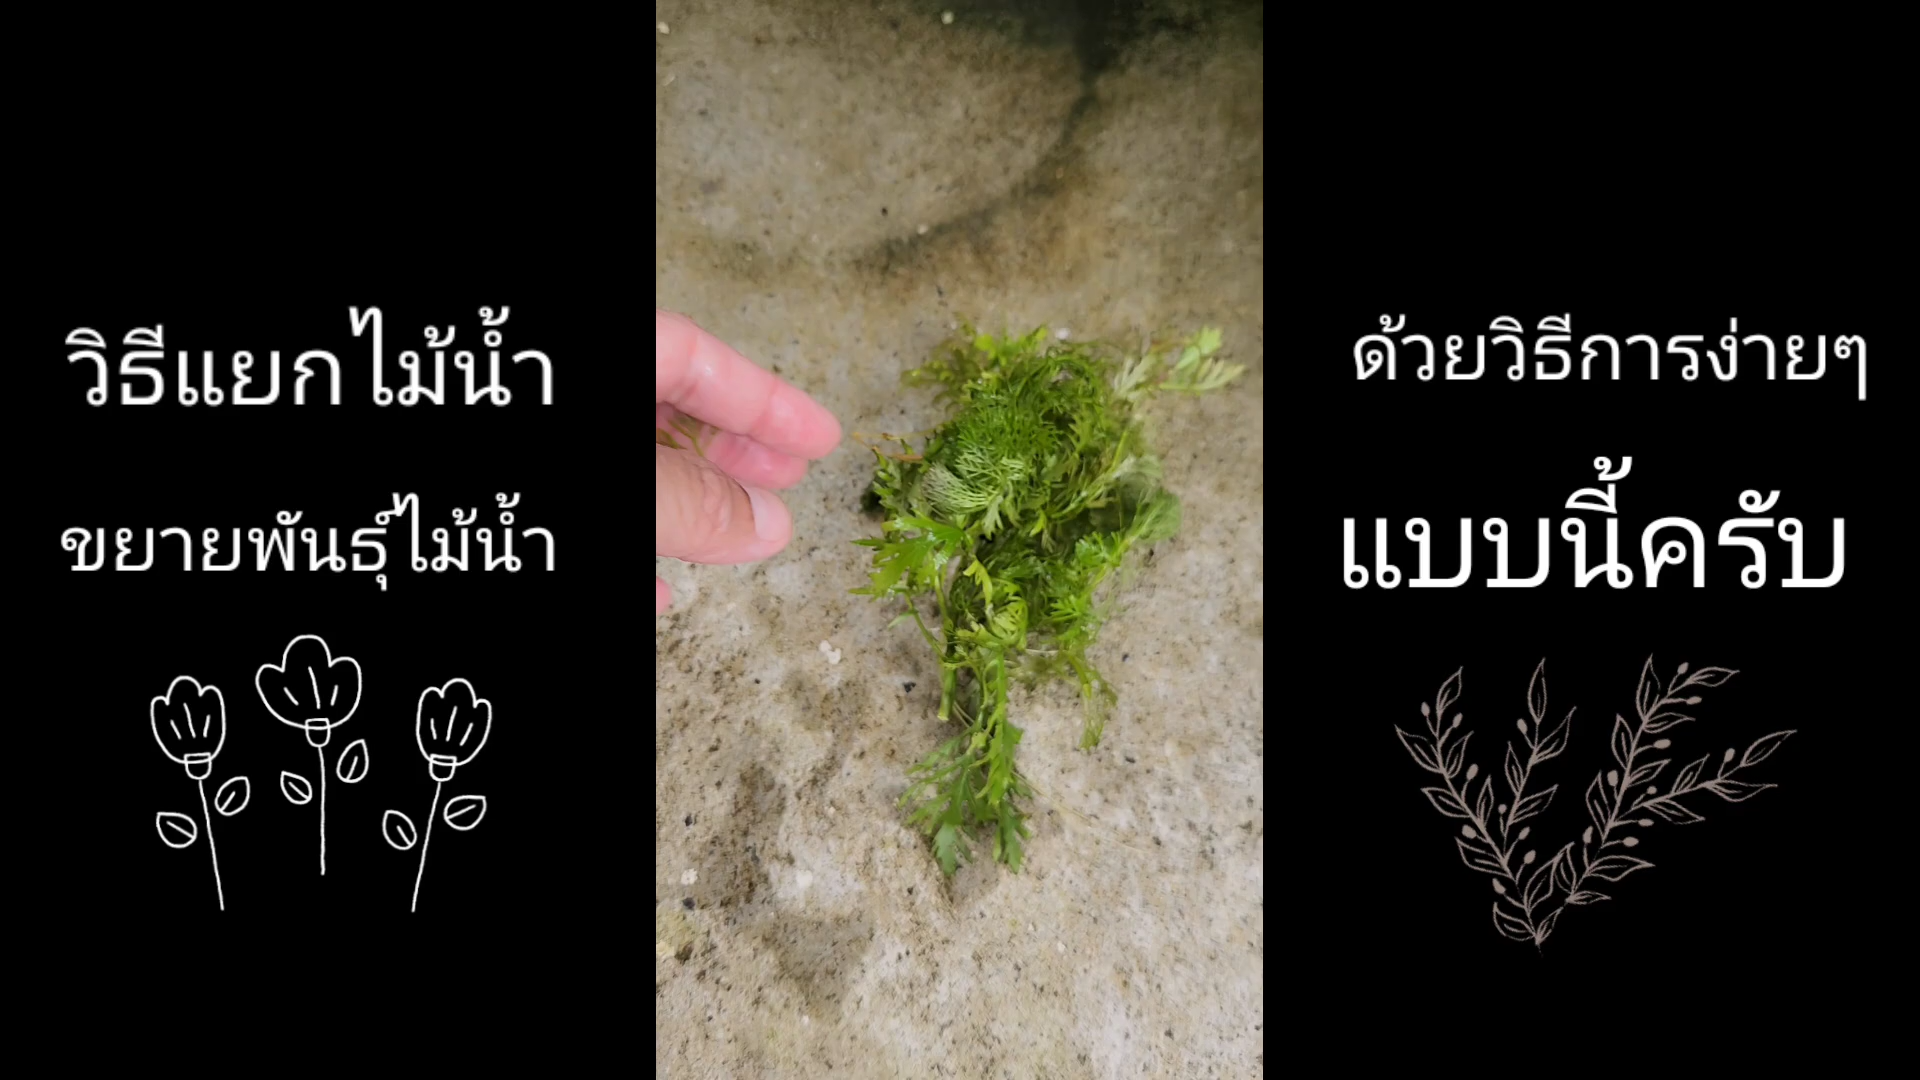 วิธีแยกไม้น้ำ
ขยายพันธุ์ไม้น้ำ
ด้วยวิธีการง่ายๆ
แบบนี้ครับ